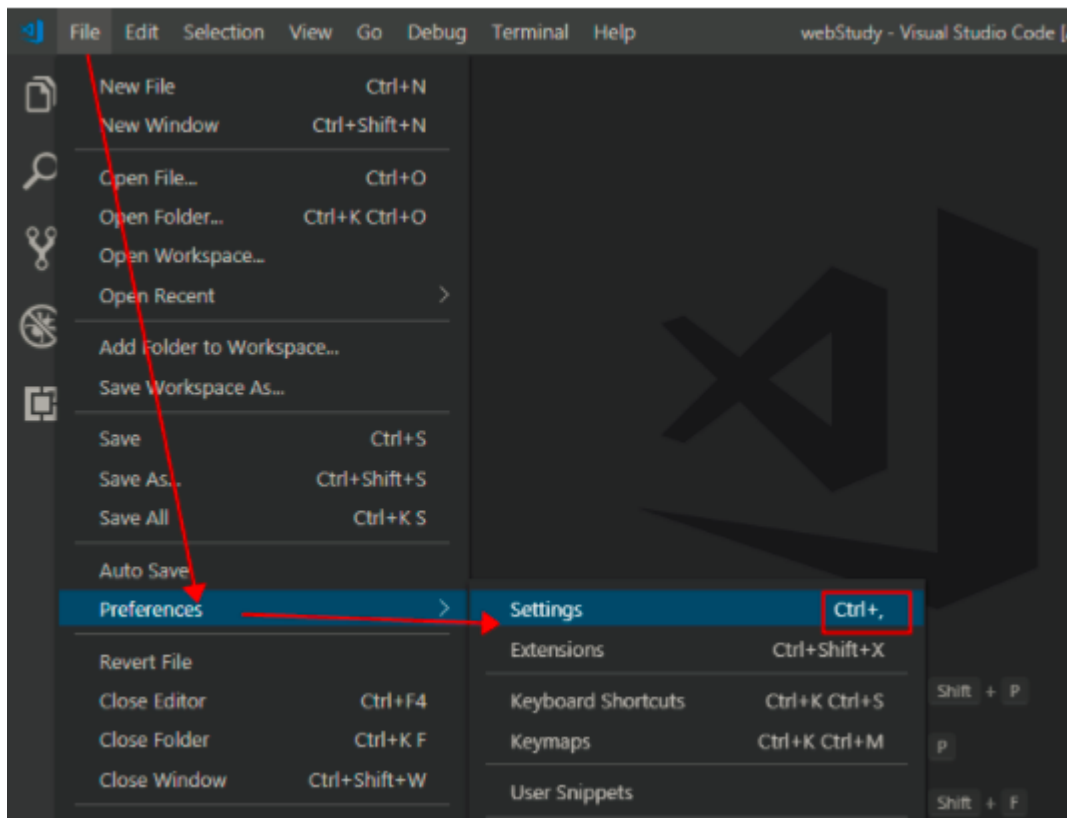 File Edit Selection View Go Debug Terminal Help webStudy - Visual Studio Code [
New File Ctrl+N
New Window Ctrl+Shift+N
Open File... Ctrl+O
Open Folder... Ctrl+K Ctrl+O
Open Workspace...
Open Recent
Add Folder to Workspace...
Save Workspace As...
Save Ctrl+S
Save As... Ctrl+Shift+S
Save All Ctrl+K S
Auto Save
Preferences
Settings Ctrl+,
Extensions Ctrl+Shift+X
Revert File
Close Editor Ctrl+F4
Keyboard Shortcuts Ctrl+K Ctrl+S
Shift + P
Close Folder Ctrl+K F
Keymaps Ctrl+K Ctrl+M
P
Close Window Ctrl+Shift+W
User Snippets
Shift + F